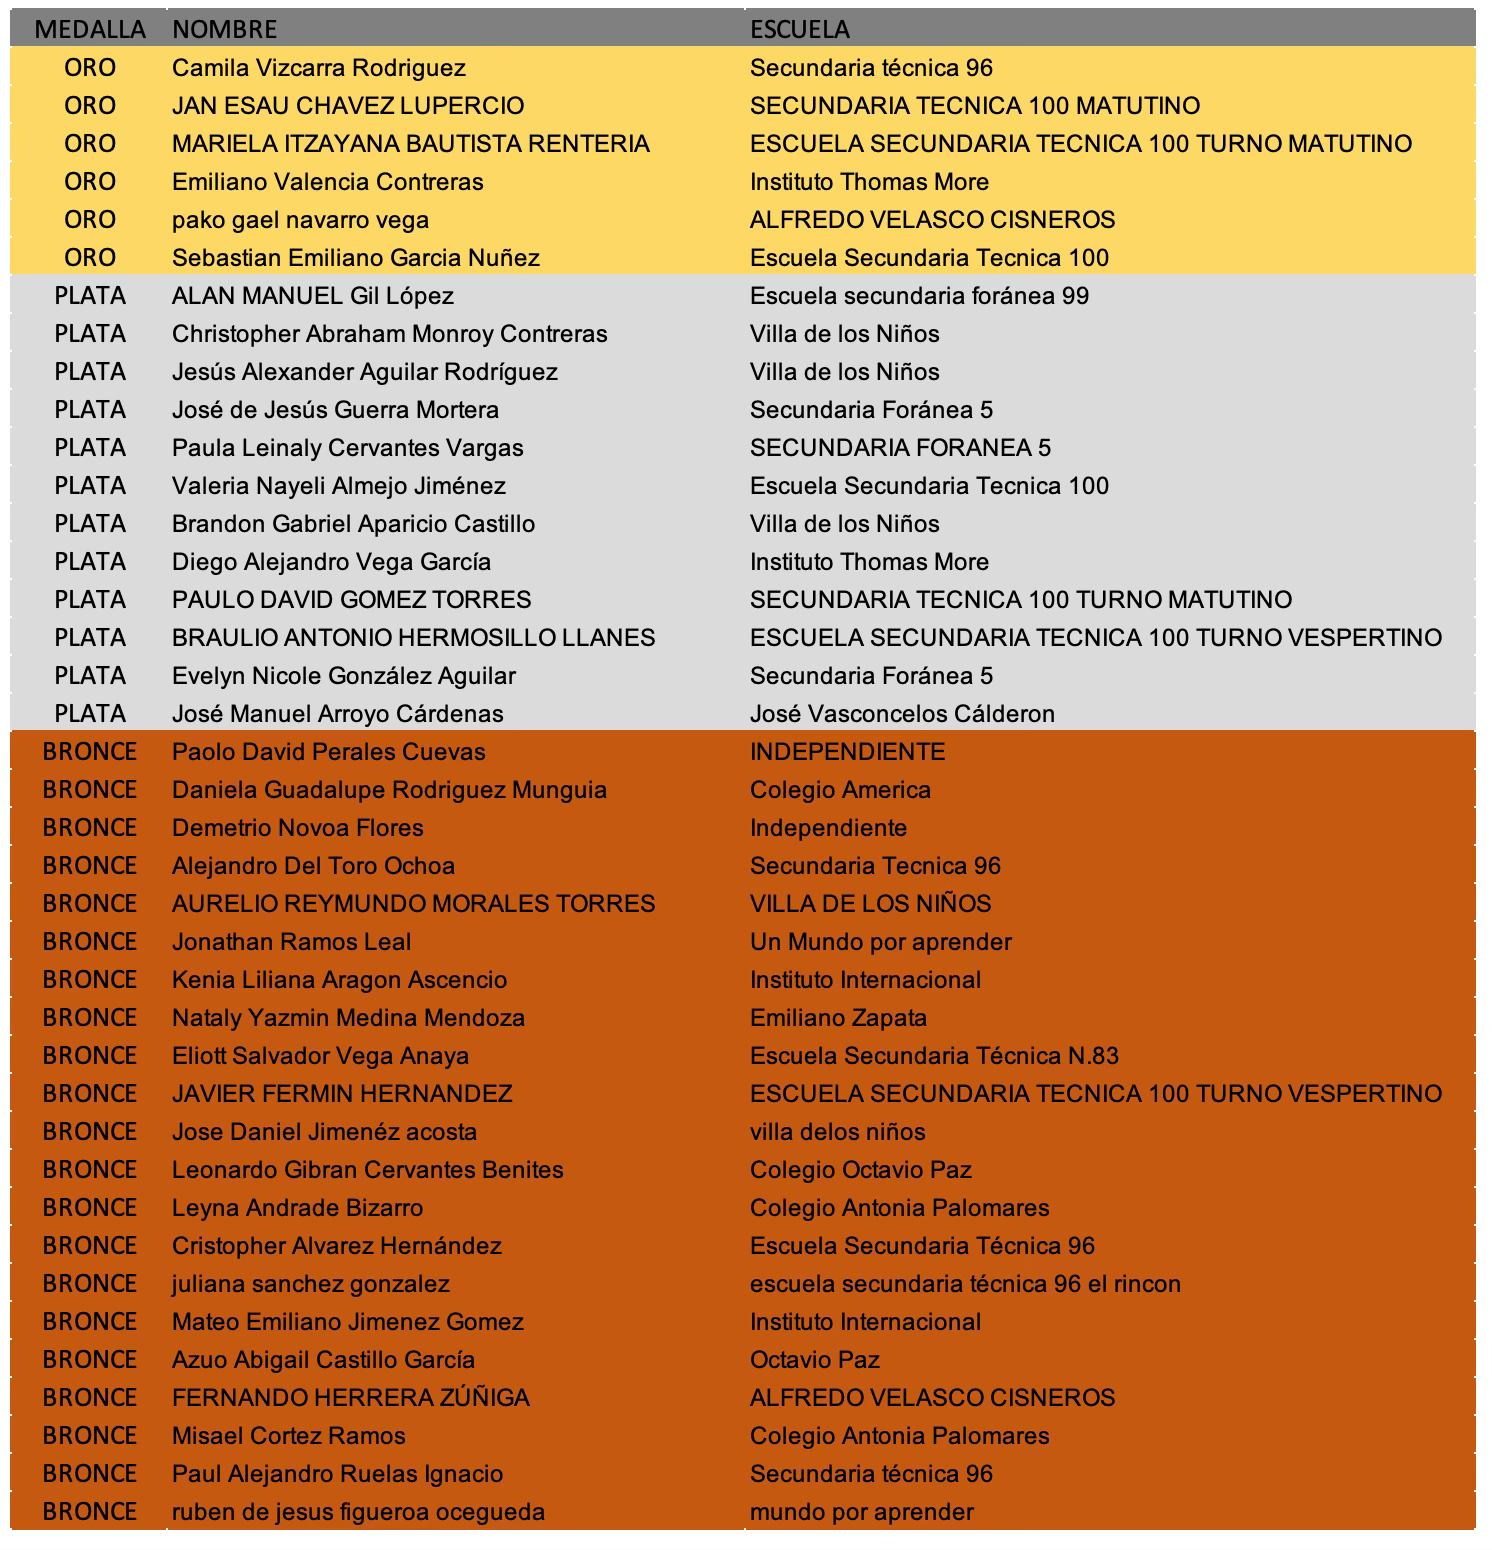 MEDALLA NOMBRE ESCUELA
ORO Camila Vizcarra Rodriguez Secundaria técnica 96
ORO JAN ESAU CHAVEZ LUPERCIO SECUNDARIA TECNICA 100 MATUTINO
ORO MARIELA ITZAYANA BAUTISTA RENTERIA ESCUELA SECUNDARIA TECNICA 100 TURNO MATUTINO
ORO Emiliano Valencia Contreras Instituto Thomas More
ORO pako gael navarro vega ALFREDO VELASCO CISNEROS
ORO Sebastian Emiliano Garcia Nuñez Escuela Secundaria Tecnica 100
PLATA ALAN MANUEL Gil López Escuela secundaria foránea 99
PLATA Christopher Abraham Monroy Contreras Villa de los Niños
PLATA Jesús Alexander Aguilar Rodríguez Villa de los Niños
PLATA José de Jesús Guerra Mortera Secundaria Foránea 5
PLATA Paula Leinaly Cervantes Vargas SECUNDARIA FORANEA 5
PLATA Valeria Nayeli Almejo Jiménez Escuela Secundaria Tecnica 100
PLATA Brandon Gabriel Aparicio Castillo Villa de los Niños
PLATA Diego Alejandro Vega García Instituto Thomas More
PLATA PAULO DAVID GOMEZ TORRES SECUNDARIA TECNICA 100 TURNO MATUTINO
PLATA BRAULIO ANTONIO HERMOSILLO LLANES ESCUELA SECUNDARIA TECNICA 100 TURNO VESPERTINO
PLATA Evelyn Nicole González Aguilar Secundaria Foránea 5
PLATA José Manuel Arroyo Cárdenas José Vasconcelos Cálderon
BRONCE Paolo David Perales Cuevas INDEPENDIENTE
BRONCE Daniela Guadalupe Rodriguez Munguia Colegio America
BRONCE Demetrio Novoa Flores Independiente
BRONCE Alejandro Del Toro Ochoa Secundaria Tecnica 96
BRONCE AURELIO REYMUNDO MORALES TORRES VILLA DE LOS NIÑOS
BRONCE Jonathan Ramos Leal Un Mundo por aprender
BRONCE Kenia Liliana Aragon Ascencio Instituto Internacional
BRONCE Nataly Yazmin Medina Mendoza Emiliano Zapata
BRONCE Eliott Salvador Vega Anaya Escuela Secundaria Técnica N.83
BRONCE JAVIER FERMIN HERNANDEZ ESCUELA SECUNDARIA TECNICA 100 TURNO VESPERTINO
BRONCE Jose Daniel Jimenéz acosta villa delos niños
BRONCE Leonardo Gibran Cervantes Benites Colegio Octavio Paz
BRONCE Leyna Andrade Bizarro Colegio Antonia Palomares
BRONCE Cristopher Alvarez Hernández Escuela Secundaria Técnica 96
BRONCE juliana sanchez gonzalez escuela secundaria técnica 96 el rincon
BRONCE Mateo Emiliano Jimenez Gomez Instituto Internacional
BRONCE Azuo Abigail Castillo García Octavio Paz
BRONCE FERNANDO HERRERA ZÚÑIGA ALFREDO VELASCO CISNEROS
BRONCE Misael Cortez Ramos Colegio Antonia Palomares
BRONCE Paul Alejandro Ruelas Ignacio Secundaria técnica 96
BRONCE ruben de jesus figueroa ocegueda mundo por aprender